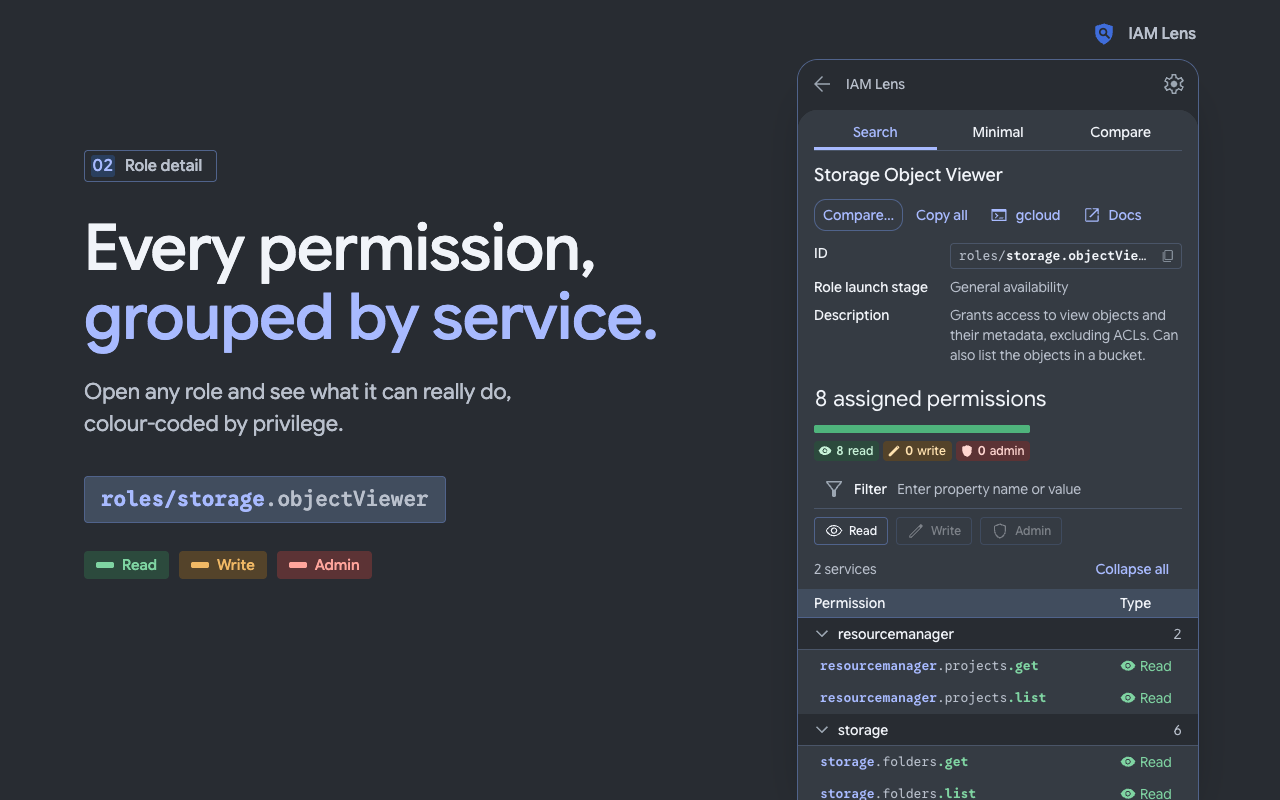 IAM Lens
02 Role detail
Every permission,
grouped by service.
Open any role and see what it can really do,
colour-coded by privilege.
roles/storage.objectViewer
Read Write Admin
IAM Lens
Search Minimal Compare
Storage Object Viewer
Compare... Copy all gcloud Docs
ID roles/storage.objectVie…
Role launch stage General availability
Description Grants access to view objects and
their metadata, excluding ACLs. Can
also list the objects in a bucket.
8 assigned permissions
8 read 0 write 0 admin
Filter Enter property name or value
Read Write Admin
2 services Collapse all
Permission Type
resourcemanager 2
resourcemanager.projects.get Read
resourcemanager.projects.list Read
storage 6
storage.folders.get Read
storage.folders.list Read